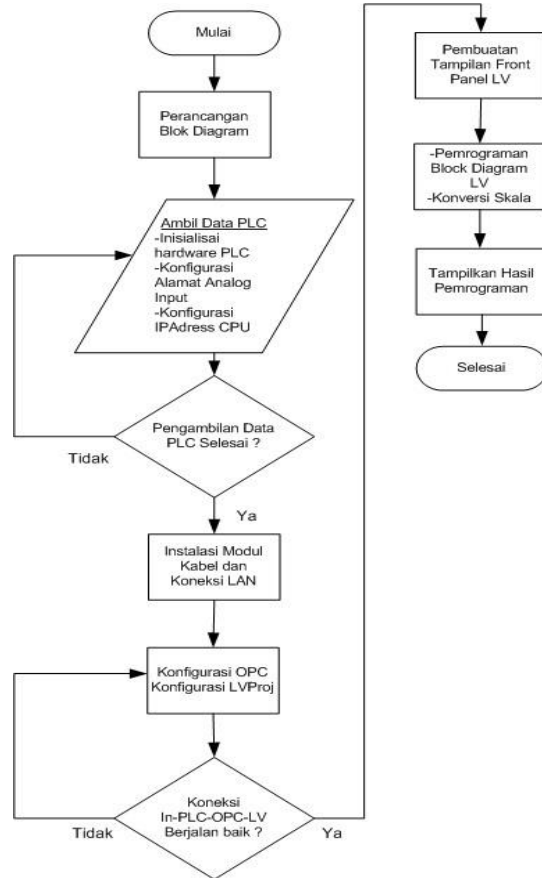 Mulai
Perancangan
Blok Diagram
Ambil Data PLC
-Inisialisai
hardware PLC
-Konfigurasi
Alamat Analog
Input
-Konfigurasi
IPAdress CPU
Pengambilan Data
PLC Selesai ?
Tidak
Ya
Instalasi Modul
Kabel dan
Koneksi LAN
Konfigurasi OPC
Konfigurasi LVProj
Koneksi
In-PLC-OPC-LV
Berjalan baik ?
Tidak
Ya
Pembuatan
Tampilan Front
Panel LV
-Pemrograman
Block Diagram
LV
-Konversi Skala
Tampilkan Hasil
Pemrograman
Selesai